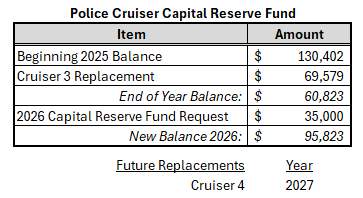 Police Cruiser Capital Reserve Fund
Item Amount
Beginning 2025 Balance $ 130,402
Cruiser 3 Replacement $ 69,579
End of Year Balance: $ 60,823
2026 Capital Reserve Fund Request $ 35,000
New Balance 2026: $ 95,823
Future Replacements Year
Cruiser 4 2027